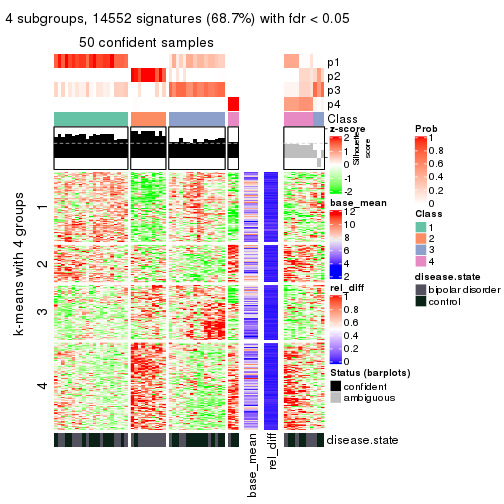 4 subgroups, 14552 signatures (68.7%) with fdr < 0.05
50 confident samples
p1
p2
p3
p4
Class
Silhouette
score
k-means with 4 groups
1
2
3
4
base_mean
rel_diff
disease.state
z-score
2
1
0
-1
-2
base_mean
12
10
8
6
4
2
rel_diff
1
0.8
0.6
0.4
0.2
0
Status (barplots)
confident
ambiguous
Prob
1
0.8
0.6
0.4
0.2
0
Class
1
2
3
4
disease.state
bipolar disorder
control